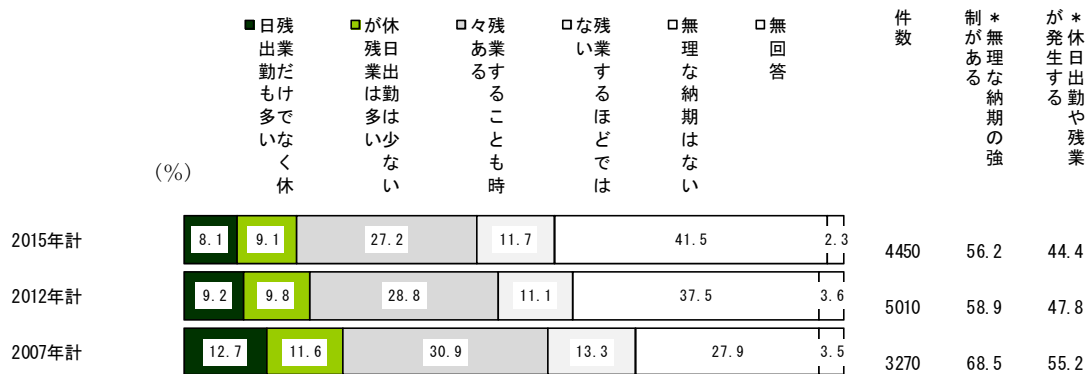 ■残業だけでなく休
日出勤も多い
■休日出勤は少ない
が残業は多い
■残業することも時
々ある
□残業するほどでは
ない
□無理な納期はない
□無回答
件数
*無理な納期の強
制がある
*休日出勤や残業
が発生する
(%)
2015年計 8.1 9.1 27.2 11.7 41.5 2.3 4450 56.2 44.4
2012年計 9.2 9.8 28.8 11.1 37.5 3.6 5010 58.9 47.8
2007年計 12.7 11.6 30.9 13.3 27.9 3.5 3270 68.5 55.2